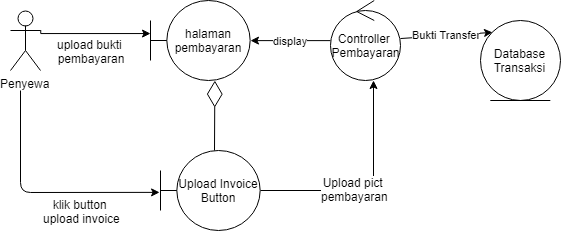 Penyewa
upload bukti
pembayaran
halaman
pembayaran
display
Controller
Pembayaran
Bukti Transfer
Database
Transaksi
klik button
upload invoice
Upload Invoice
Button
Upload pict
pembayaran